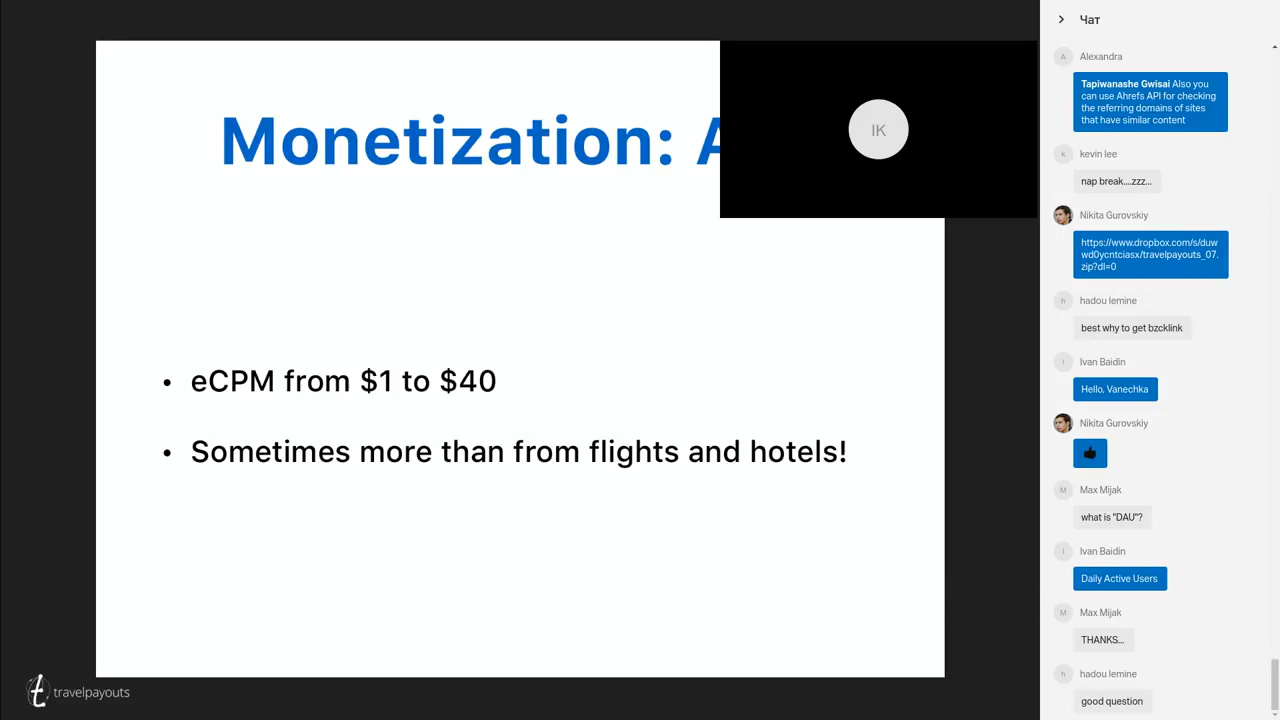 Monetization:
IK
• eCPM from $1 to $40
• Sometimes more than from flights and hotels!
t travelpayouts
Чат
A
Alexandra
Tapiwanashe Gwisai Also you
can use Ahrefs API for checking
the referring domains of sites
that have similar content
K
kevin lee
nap break....zzz...
Nikita Gurovskiy
https://www.dropbox.com/s/duw
wd0ycntciasx/travelpayouts_07.
zip?dl=0
h
hadou lemine
best why to get bzcklink
I
Ivan Baidin
Hello, Vanechka
Nikita Gurovskiy
M
Max Mijak
what is "DAU"?
I
Ivan Baidin
Daily Active Users
M
Max Mijak
THANKS...
h
hadou lemine
good question